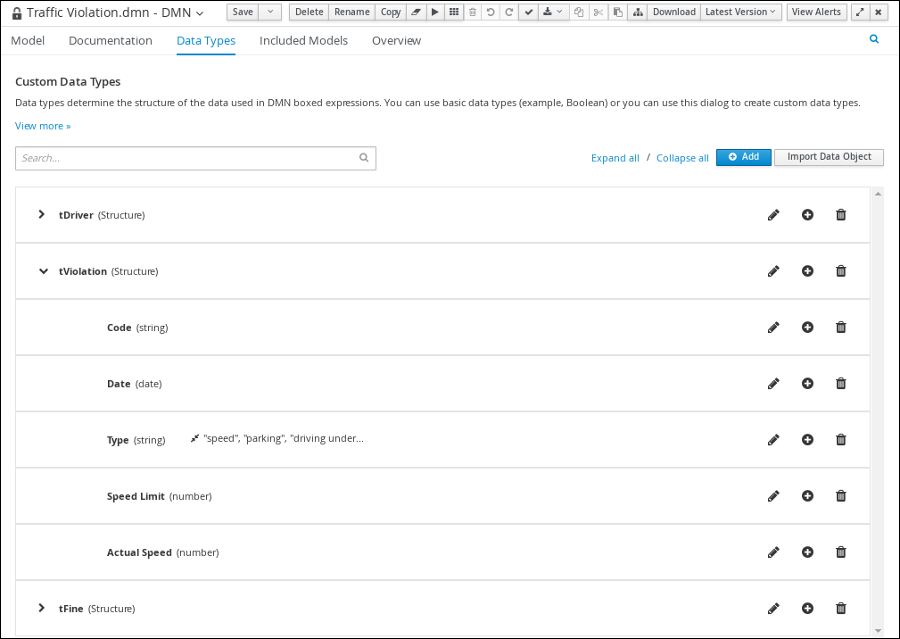 Traffic Violation.dmn - DMN
Save
Delete Rename Copy Download Latest Version View Alerts
Model Documentation Data Types Included Models Overview
Custom Data Types
Data types determine the structure of the data used in DMN boxed expressions. You can use basic data types (example, Boolean) or you can use this dialog to create custom data types.
View more »
Search...
Expand all / Collapse all Add Import Data Object
tDriver (Structure)
tViolation (Structure)
Code (string)
Date (date)
Type (string) "speed", "parking", "driving under...
Speed Limit (number)
Actual Speed (number)
tFine (Structure)